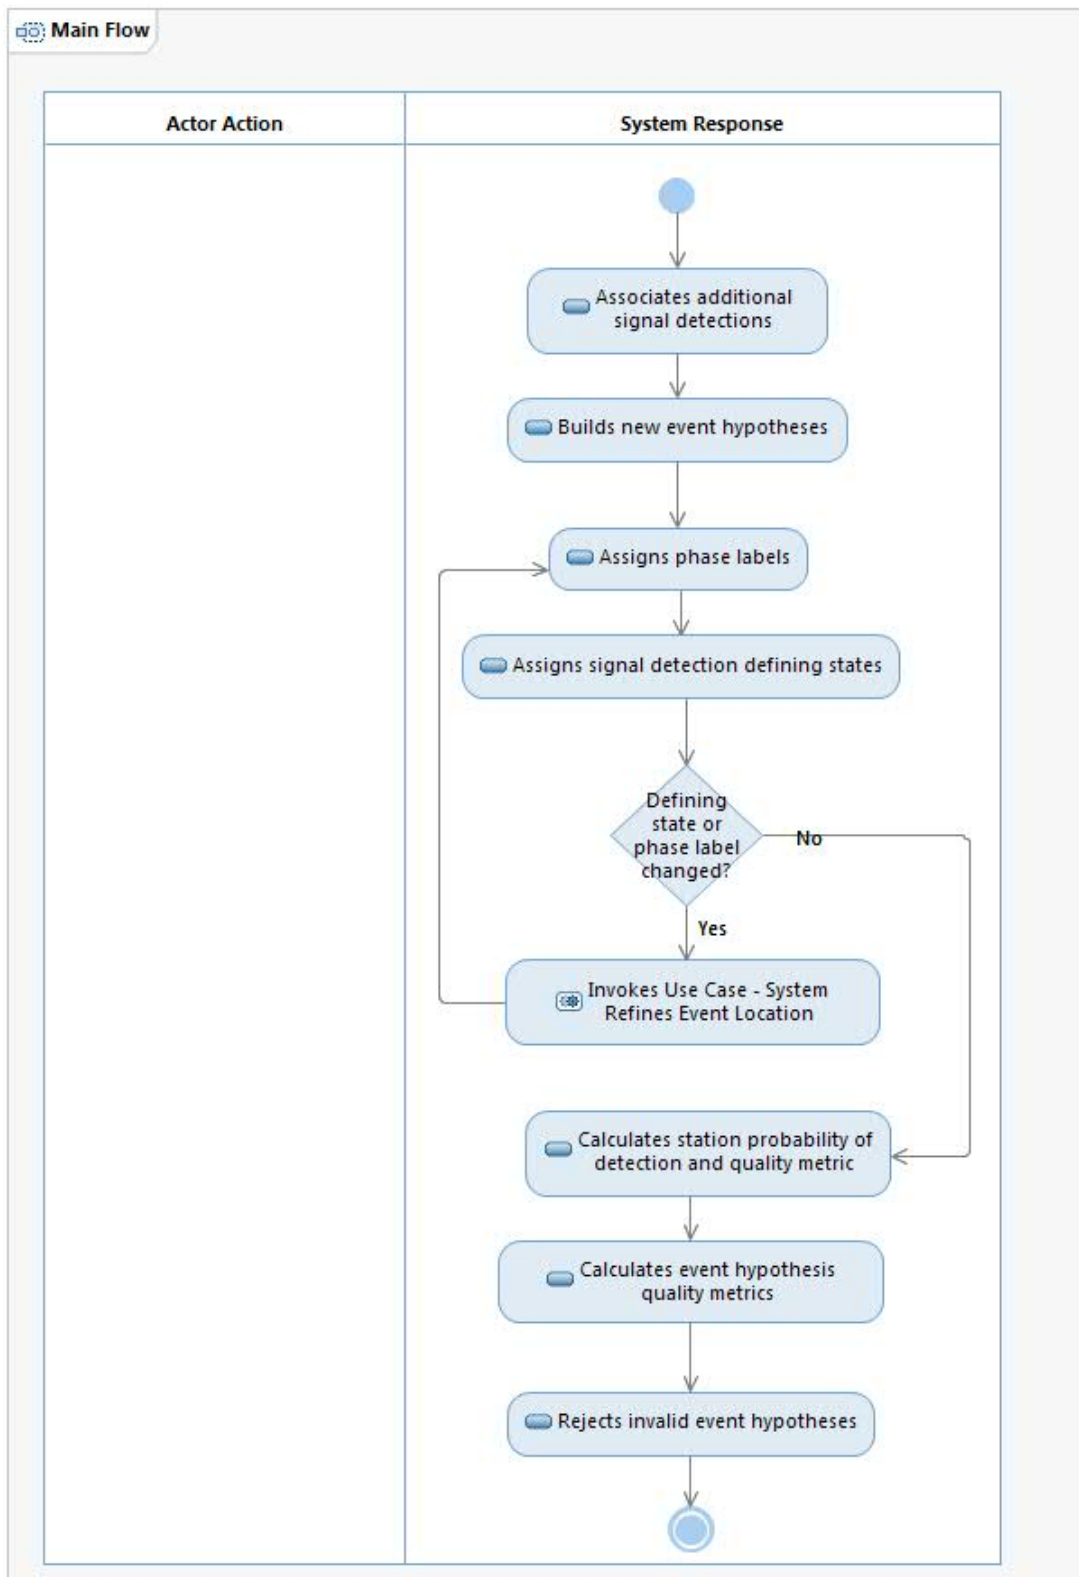 Main Flow
Actor Action
System Response
Associates additional
signal detections
Builds new event hypotheses
Assigns phase labels
Assigns signal detection defining states
Defining
state or
phase label
changed?
No
Yes
Invokes Use Case - System
Refines Event Location
Calculates station probability of
detection and quality metric
Calculates event hypothesis
quality metrics
Rejects invalid event hypotheses